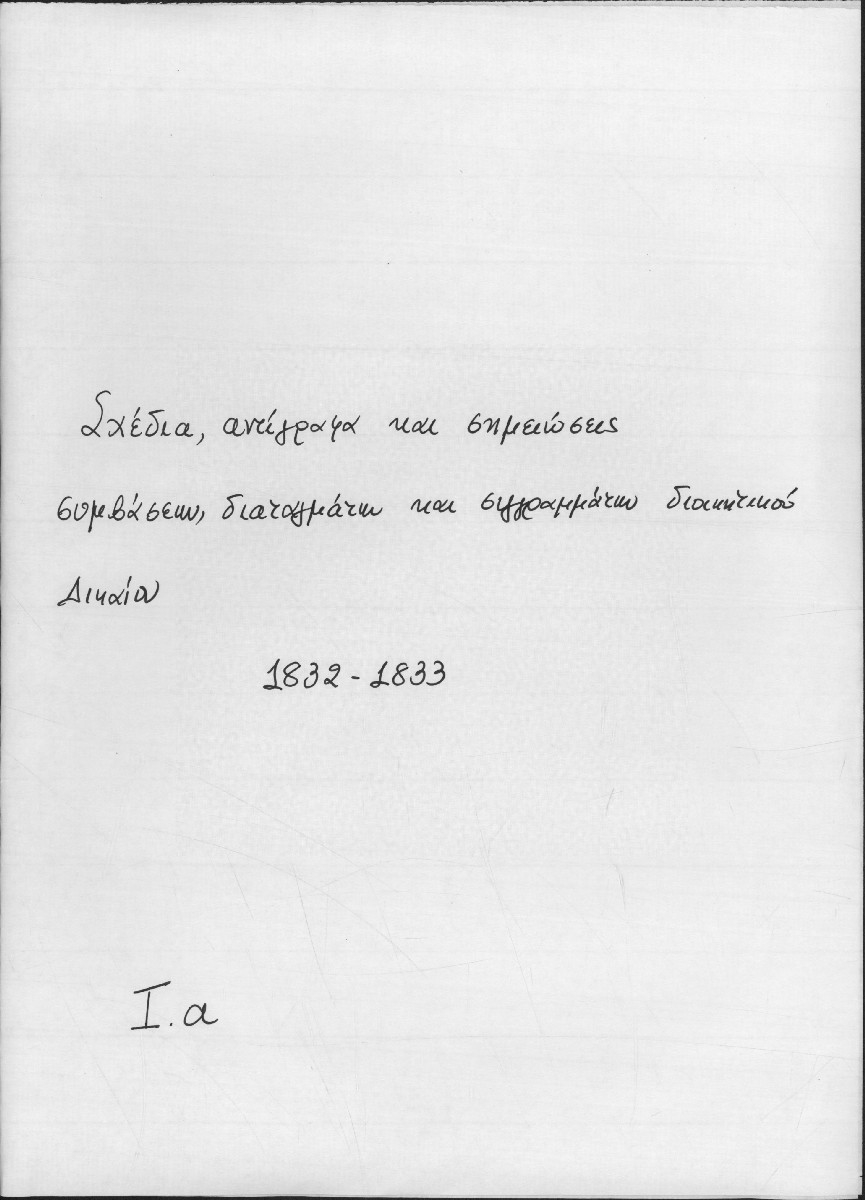 Σχέδια, αντίγραφα και σημειώσεις
συμβάσεων, διαταγμάτων και συγγραμμάτων διοικητικού
Δικαίου
1832 - 1833
I. α